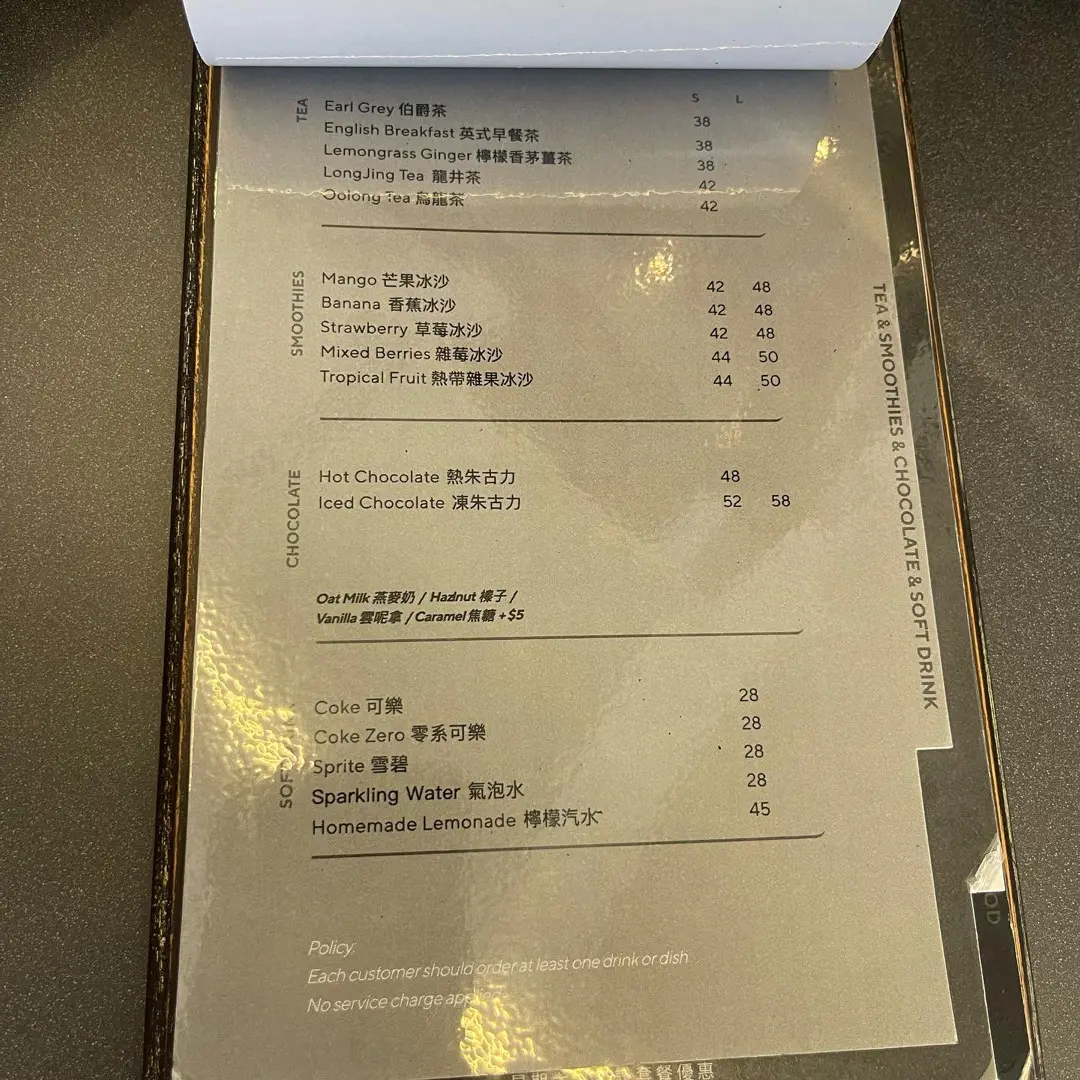 TEA
S L
Earl Grey 伯爵茶 38
English Breakfast 英式早餐茶 38
Lemongrass Ginger 檸檬香茅薑茶 38
LongJing Tea 龍井茶 42
Oolong Tea 烏龍茶 42
SMOOTHIES
Mango 芒果冰沙 42 48
Banana 香蕉冰沙 42 48
Strawberry 草莓冰沙 42 48
Mixed Berries 雜莓冰沙 44 50
Tropical Fruit 熱帶雜果冰沙 44 50
CHOCOLATE
Hot Chocolate 熱朱古力 48
Iced Chocolate 凍朱古力 52 58
Oat Milk 燕麥奶 / Hazlnut 榛子 /
Vanilla 雲呢拿 / Caramel 焦糖 +$5
Coke 可樂 28
Coke Zero 零系可樂 28
Sprite 雪碧 28
Sparkling Water 氣泡水 28
Homemade Lemonade 檸檬汽水 45
Policy:
Each customer should order at least one drink or dish
No service charge
TEA & SMOOTHIES & CHOCOLATE & SOFT DRINK
套餐優惠